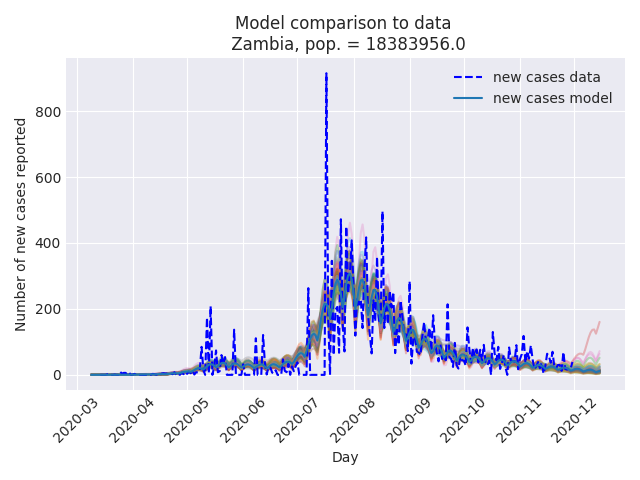 Model comparison to data
Zambia, pop. = 18383956.0
new cases data
new cases model
Number of new cases reported
800
600
400
200
0
2020-03
2020-04
2020-05
2020-06
2020-07
2020-08
2020-09
2020-10
2020-11
2020-12
Day